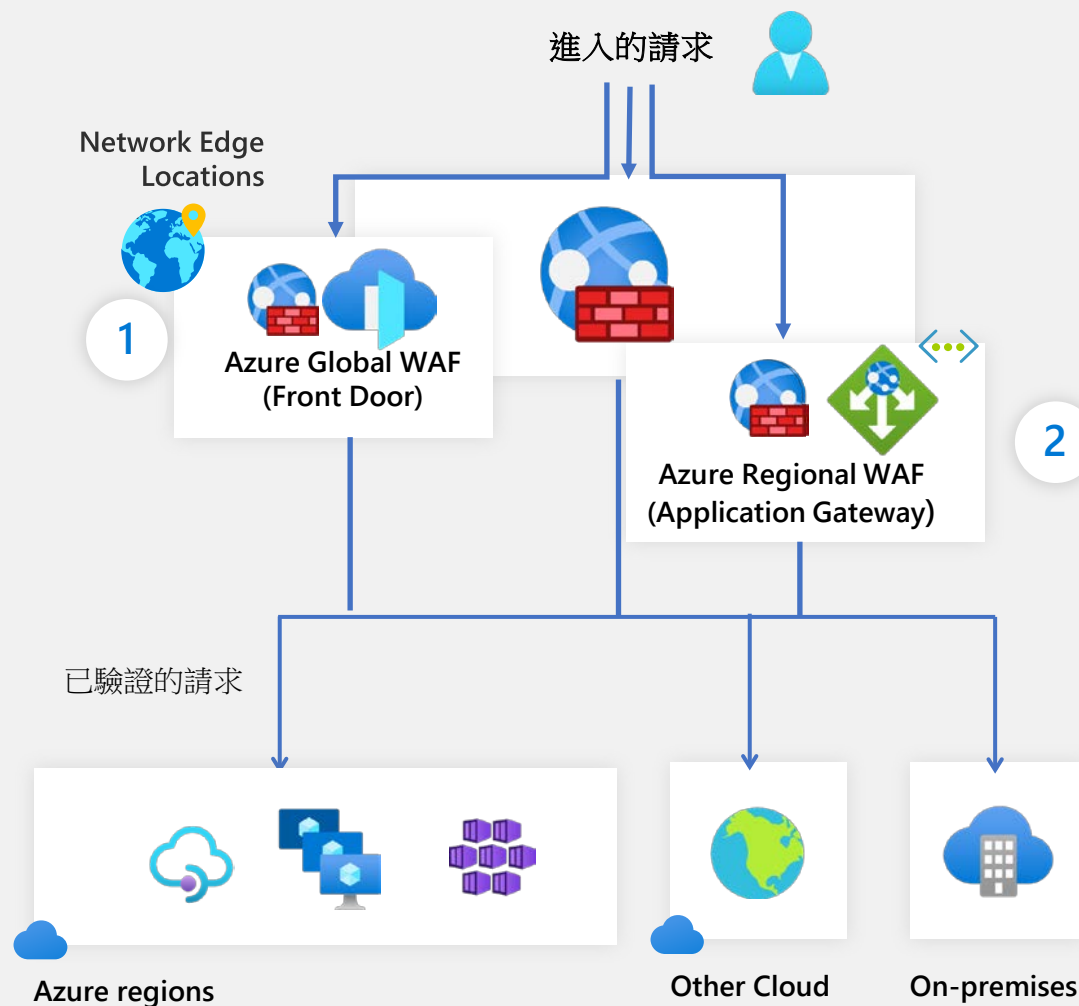 進入的請求
Network Edge
Locations
1
Azure Global WAF
(Front Door)
2
Azure Regional WAF
(Application Gateway)
已驗證的請求
Azure regions
Other Cloud
On-premises